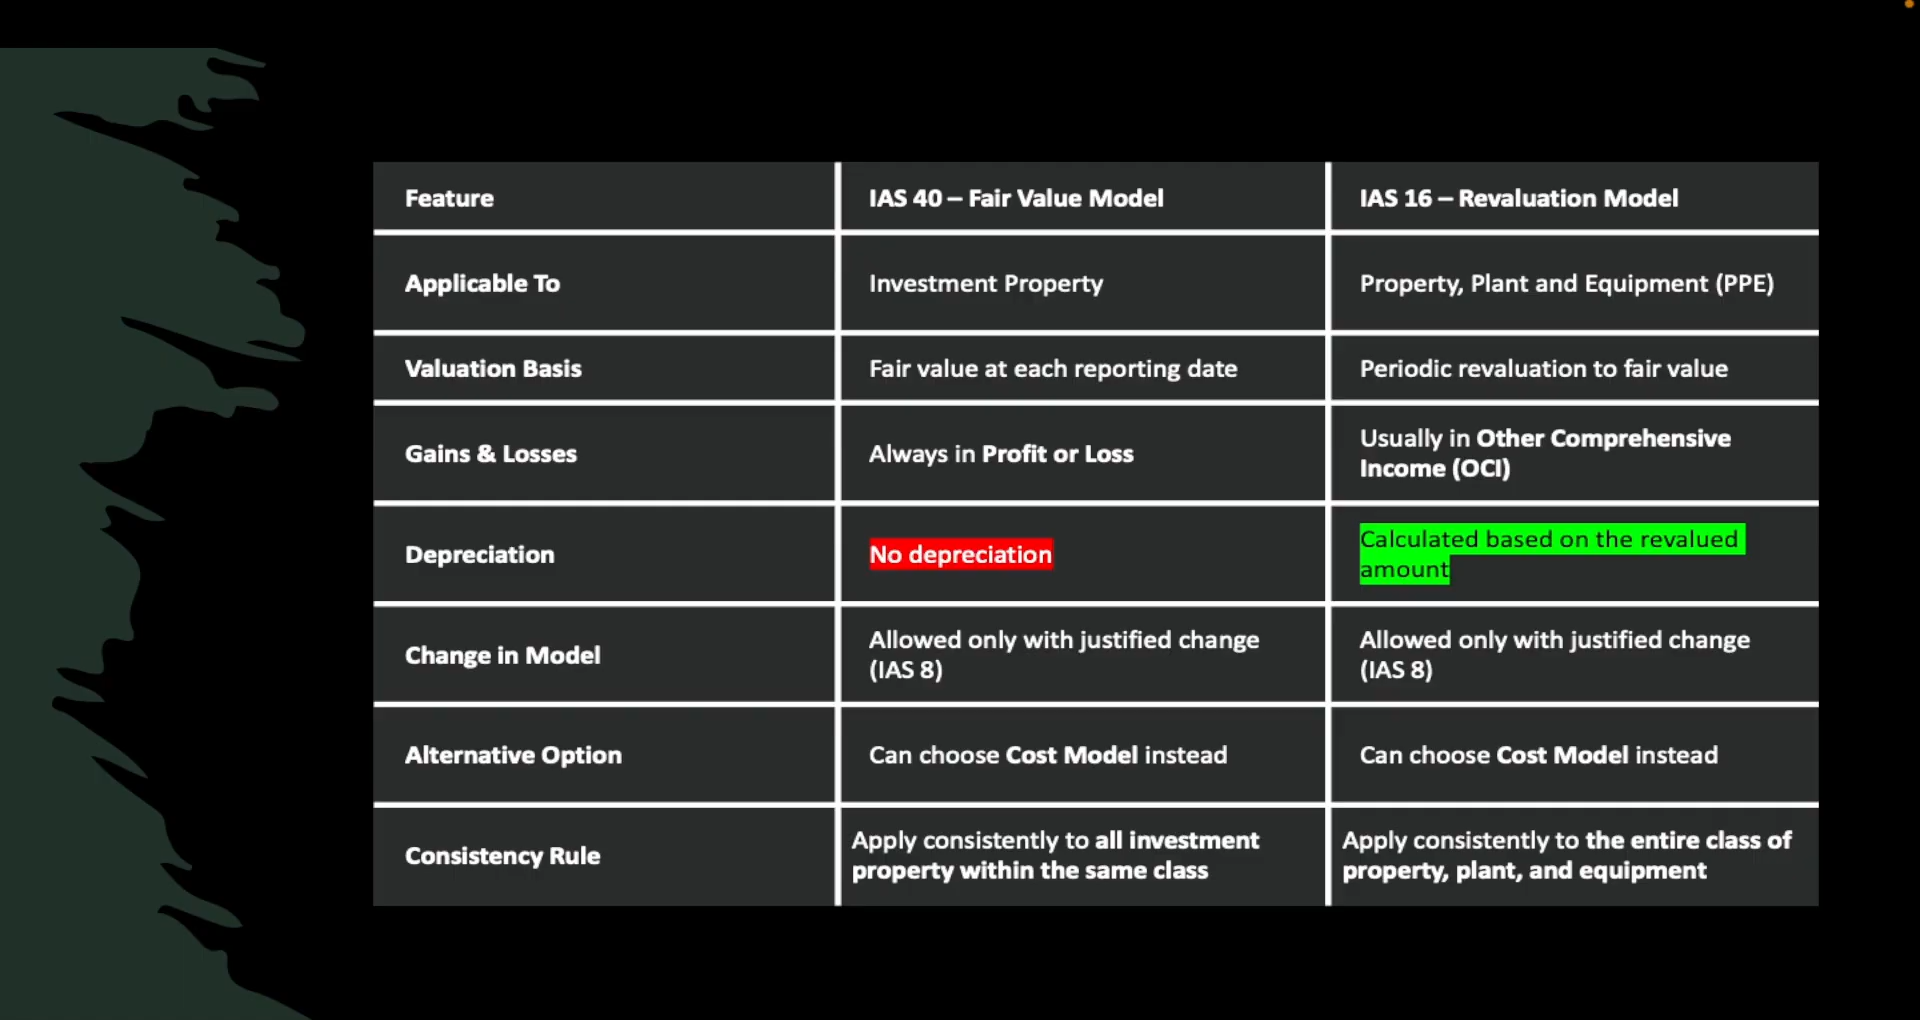 Feature
IAS 40 – Fair Value Model
IAS 16 – Revaluation Model
Applicable To
Investment Property
Property, Plant and Equipment (PPE)
Valuation Basis
Fair value at each reporting date
Periodic revaluation to fair value
Gains & Losses
Always in Profit or Loss
Usually in Other Comprehensive
Income (OCI)
Depreciation
No depreciation
Calculated based on the revalued
amount
Change in Model
Allowed only with justified change
(IAS 8)
Allowed only with justified change
(IAS 8)
Alternative Option
Can choose Cost Model instead
Can choose Cost Model instead
Consistency Rule
Apply consistently to all investment
property within the same class
Apply consistently to the entire class of
property, plant, and equipment